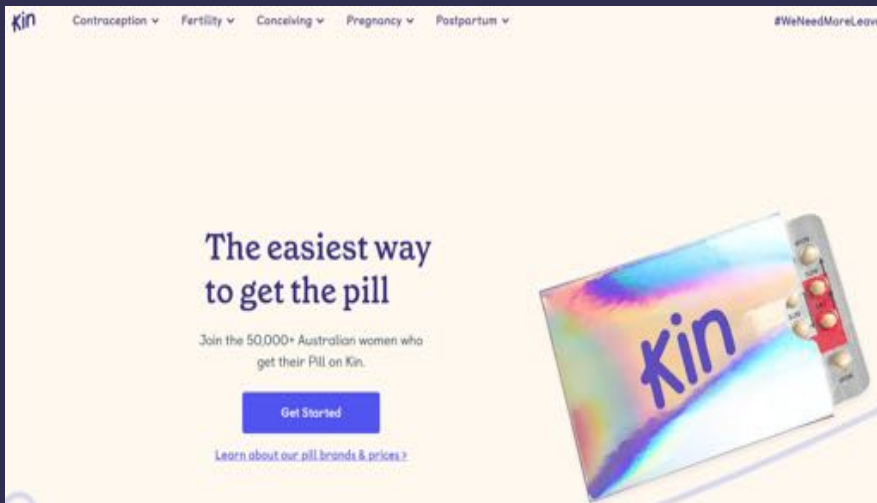 Kin
Contraception Fertility Conceiving Pregnancy Postpartum #WeNeedMoreLeave
The easiest way
to get the pill
Join the 50,000+ Australian women who
get their Pill on Kin.
Get Started
Learn about our pill brands & prices >
Kin